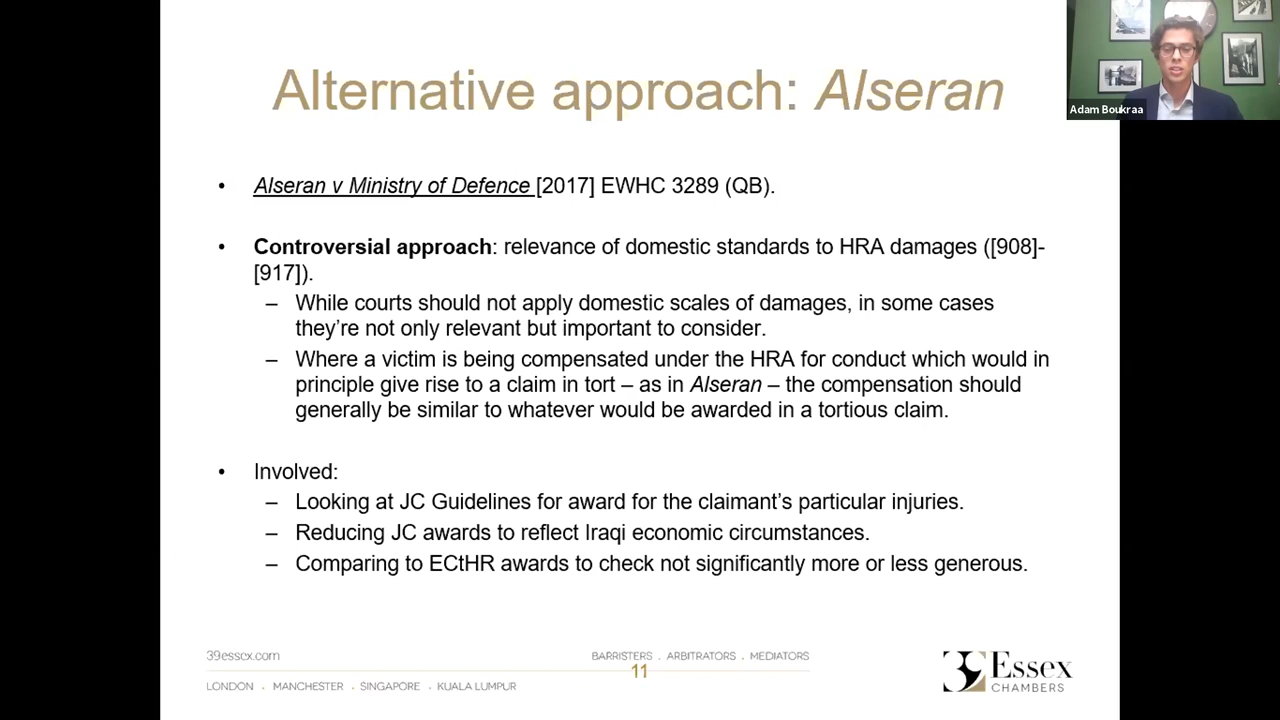 Alternative approach: Alseran
Adam Boukraa
• Alseran v Ministry of Defence [2017] EWHC 3289 (QB).
• Controversial approach: relevance of domestic standards to HRA damages ([908]-
[917]).
– While courts should not apply domestic scales of damages, in some cases
they're not only relevant but important to consider.
– Where a victim is being compensated under the HRA for conduct which would in
principle give rise to a claim in tort – as in Alseran – the compensation should
generally be similar to whatever would be awarded in a tortious claim.
• Involved:
– Looking at JC Guidelines for award for the claimant's particular injuries.
– Reducing JC awards to reflect Iraqi economic circumstances.
– Comparing to ECtHR awards to check not significantly more or less generous.
39essex.com
BARRISTERS . ARBITRATORS . MEDIATORS
11
LONDON . MANCHESTER . SINGAPORE . KUALA LUMPUR
39 Essex
CHAMBERS